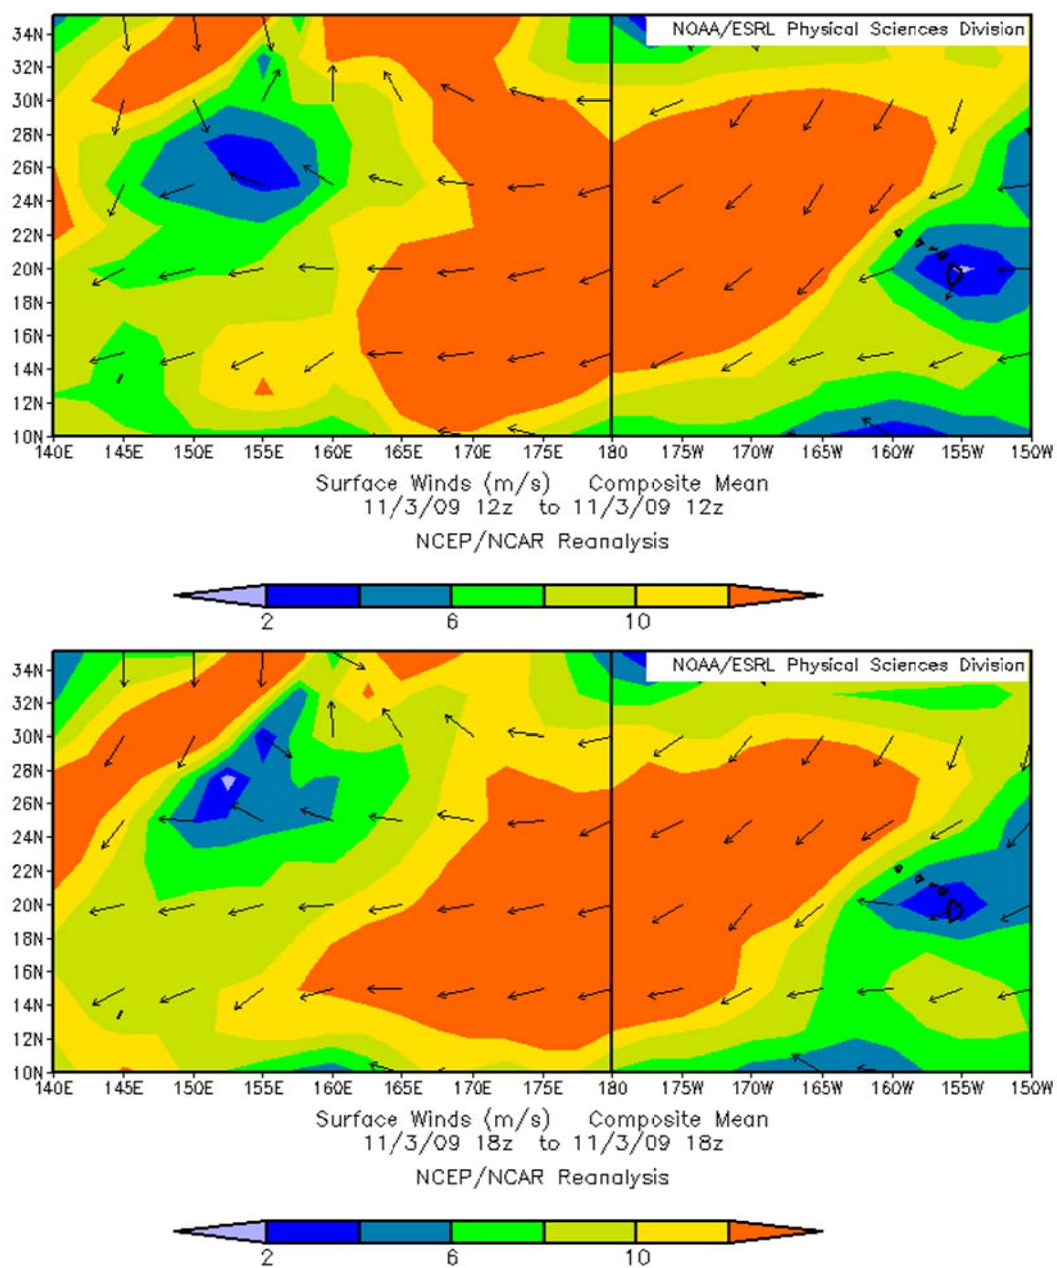 34N
NOAA/ESRL Physical Sciences Division
32N
30N
28N
26N
24N
22N
20N
18N
16N
14N
12N
10N
140E 145E 150E 155E 160E 165E 170E 175E 180 175W 170W 165W 160W 155W 150W
Surface Winds (m/s) Composite Mean
11/3/09 12z to 11/3/09 12z
NCEP/NCAR Reanalysis
2 6 10
34N
NOAA/ESRL Physical Sciences Division
32N
30N
28N
26N
24N
22N
20N
18N
16N
14N
12N
10N
140E 145E 150E 155E 160E 165E 170E 175E 180 175W 170W 165W 160W 155W 150W
Surface Winds (m/s) Composite Mean
11/3/09 18z to 11/3/09 18z
NCEP/NCAR Reanalysis
2 6 10